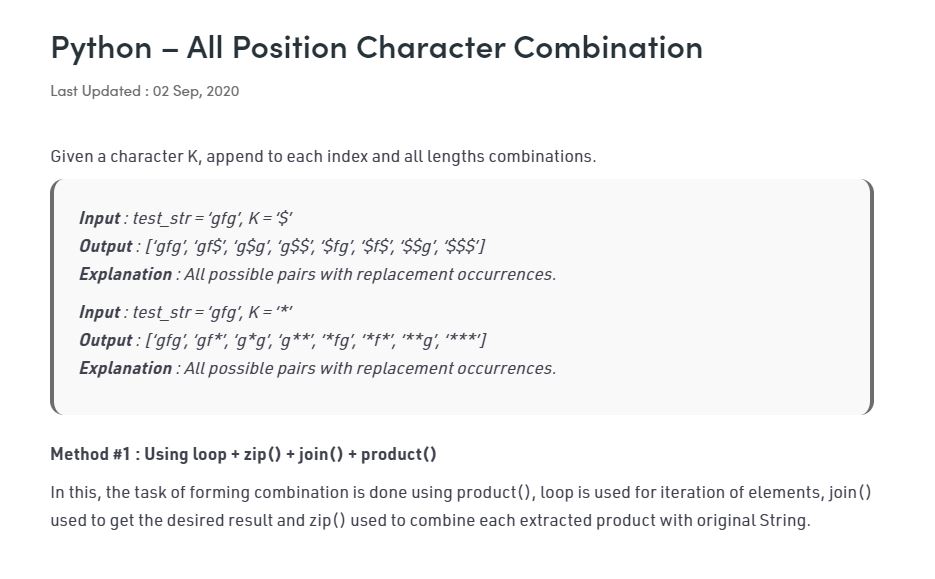 Python – All Position Character Combination
Last Updated : 02 Sep, 2020
Given a character K, append to each index and all lengths combinations.
Input : test_str = ‘gfg’, K = ‘$’
Output : [‘gfg’, ‘gf$’, ‘g$g’, ‘g$$’, ‘$fg’, ‘$f$’, ‘$$g’, ‘$$$’]
Explanation : All possible pairs with replacement occurrences.
Input : test_str = ‘gfg’, K = ‘*’
Output : [‘gfg’, ‘gf*’, ‘g*g’, ‘g**’, ‘*fg’, ‘*f*’, ‘**g’, ‘***’]
Explanation : All possible pairs with replacement occurrences.
Method #1 : Using loop + zip() + join() + product()
In this, the task of forming combination is done using product(), loop is used for iteration of elements, join()
used to get the desired result and zip() used to combine each extracted product with original String.